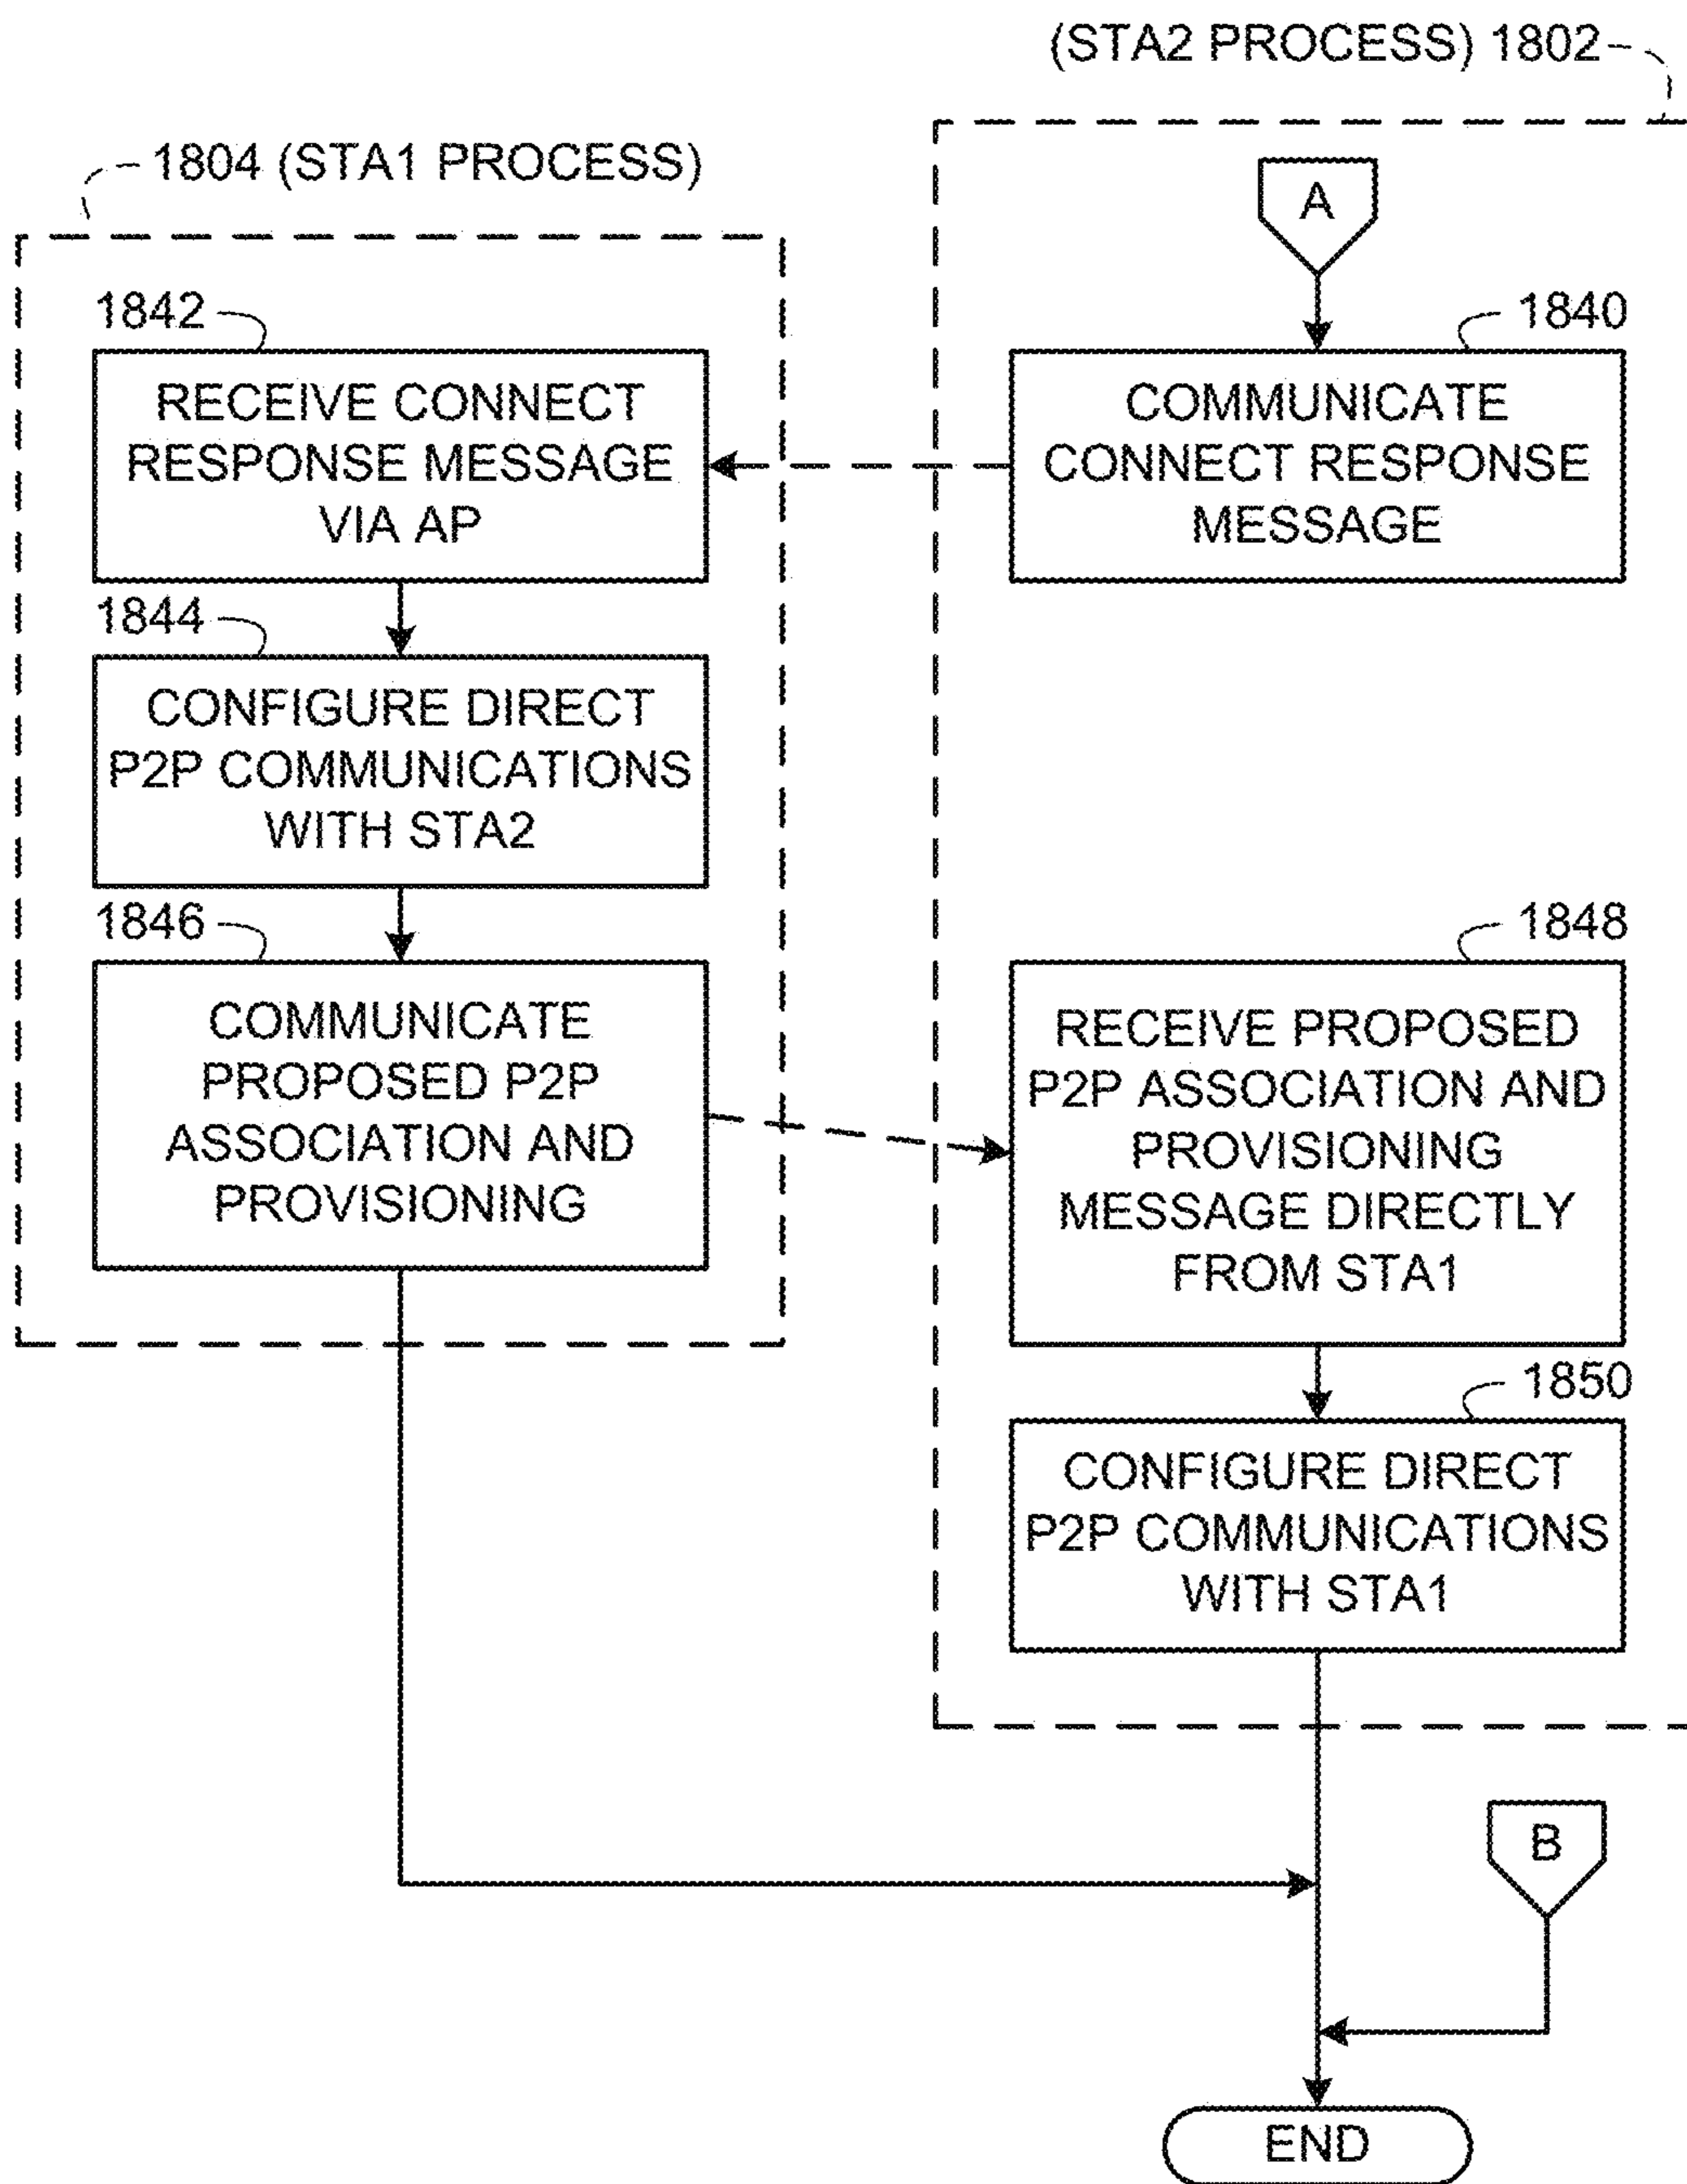 (STA2 PROCESS) 1802
1804 (STA1 PROCESS)
A
1842
RECEIVE CONNECT
RESPONSE MESSAGE
VIA AP
1840
COMMUNICATE
CONNECT RESPONSE
MESSAGE
1844
CONFIGURE DIRECT
P2P COMMUNICATIONS
WITH STA2
1846
COMMUNICATE
PROPOSED P2P
ASSOCIATION AND
PROVISIONING
1848
RECEIVE PROPOSED
P2P ASSOCIATION AND
PROVISIONING
MESSAGE DIRECTLY
FROM STA1
1850
CONFIGURE DIRECT
P2P COMMUNICATIONS
WITH STA1
B
END